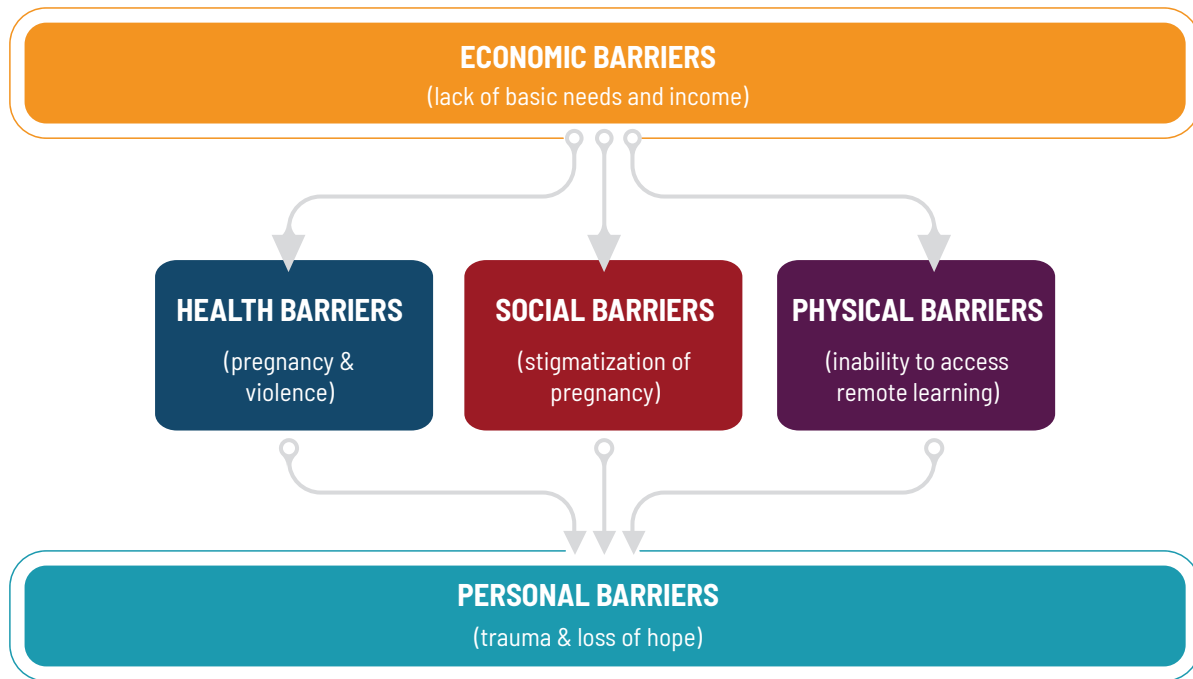 ECONOMIC BARRIERS
(lack of basic needs and income)
HEALTH BARRIERS
(pregnancy &
violence)
SOCIAL BARRIERS
(stigmatization of
pregnancy)
PHYSICAL BARRIERS
(inability to access
remote learning)
PERSONAL BARRIERS
(trauma & loss of hope)